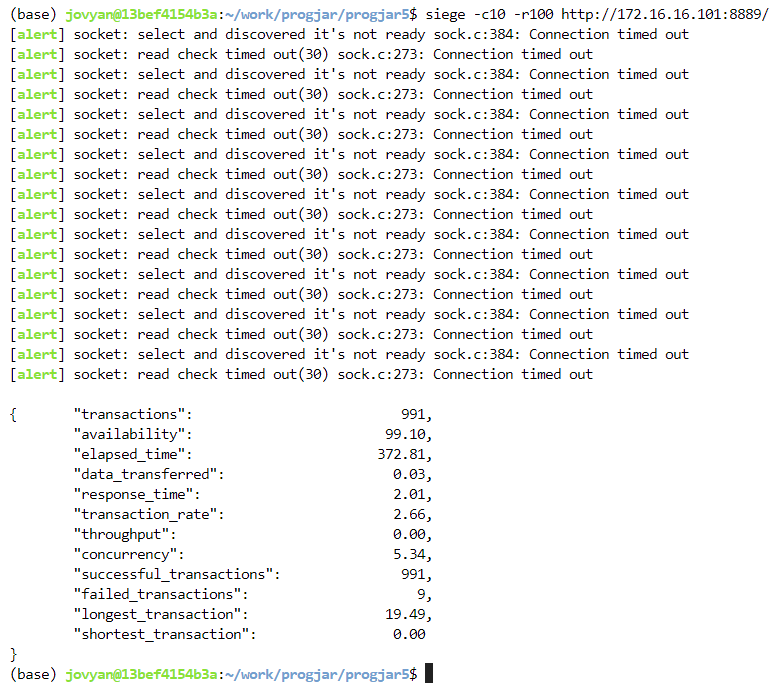 (base) jovyan@13bef4154b3a:~/work/progjar/progjar5$ siege -c10 -r100 http://172.16.16.101:8889/
[alert] socket: select and discovered it's not ready sock.c:384: Connection timed out
[alert] socket: read check timed out(30) sock.c:273: Connection timed out
[alert] socket: select and discovered it's not ready sock.c:384: Connection timed out
[alert] socket: read check timed out(30) sock.c:273: Connection timed out
[alert] socket: select and discovered it's not ready sock.c:384: Connection timed out
[alert] socket: read check timed out(30) sock.c:273: Connection timed out
[alert] socket: select and discovered it's not ready sock.c:384: Connection timed out
[alert] socket: read check timed out(30) sock.c:273: Connection timed out
[alert] socket: select and discovered it's not ready sock.c:384: Connection timed out
[alert] socket: read check timed out(30) sock.c:273: Connection timed out
[alert] socket: select and discovered it's not ready sock.c:384: Connection timed out
[alert] socket: read check timed out(30) sock.c:273: Connection timed out
[alert] socket: select and discovered it's not ready sock.c:384: Connection timed out
[alert] socket: read check timed out(30) sock.c:273: Connection timed out
[alert] socket: select and discovered it's not ready sock.c:384: Connection timed out
[alert] socket: read check timed out(30) sock.c:273: Connection timed out
[alert] socket: select and discovered it's not ready sock.c:384: Connection timed out
[alert] socket: read check timed out(30) sock.c:273: Connection timed out
{ "transactions": 991,
"availability": 99.10,
"elapsed_time": 372.81,
"data_transferred": 0.03,
"response_time": 2.01,
"transaction_rate": 2.66,
"throughput": 0.00,
"concurrency": 5.34,
"successful_transactions": 991,
"failed_transactions": 9,
"longest_transaction": 19.49,
"shortest_transaction": 0.00
}
(base) jovyan@13bef4154b3a:~/work/progjar/progjar5$